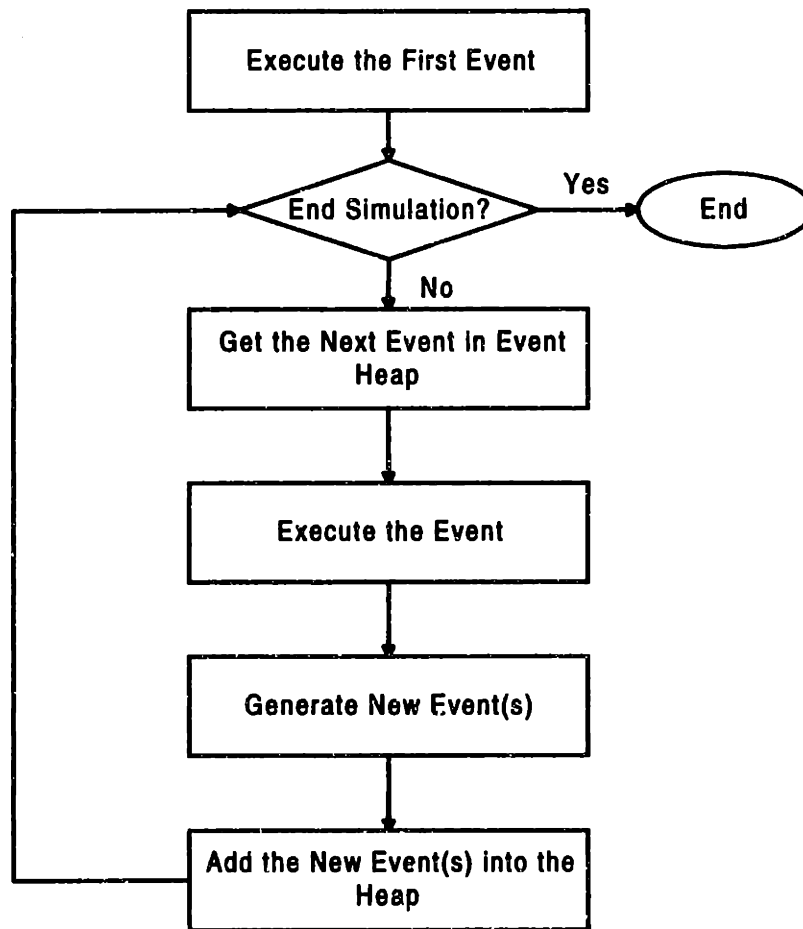 Execute the First Event
End Simulation?
Yes
End
No
Get the Next Event in Event
Heap
Execute the Event
Generate New Event(s)
Add the New Event(s) into the
Heap